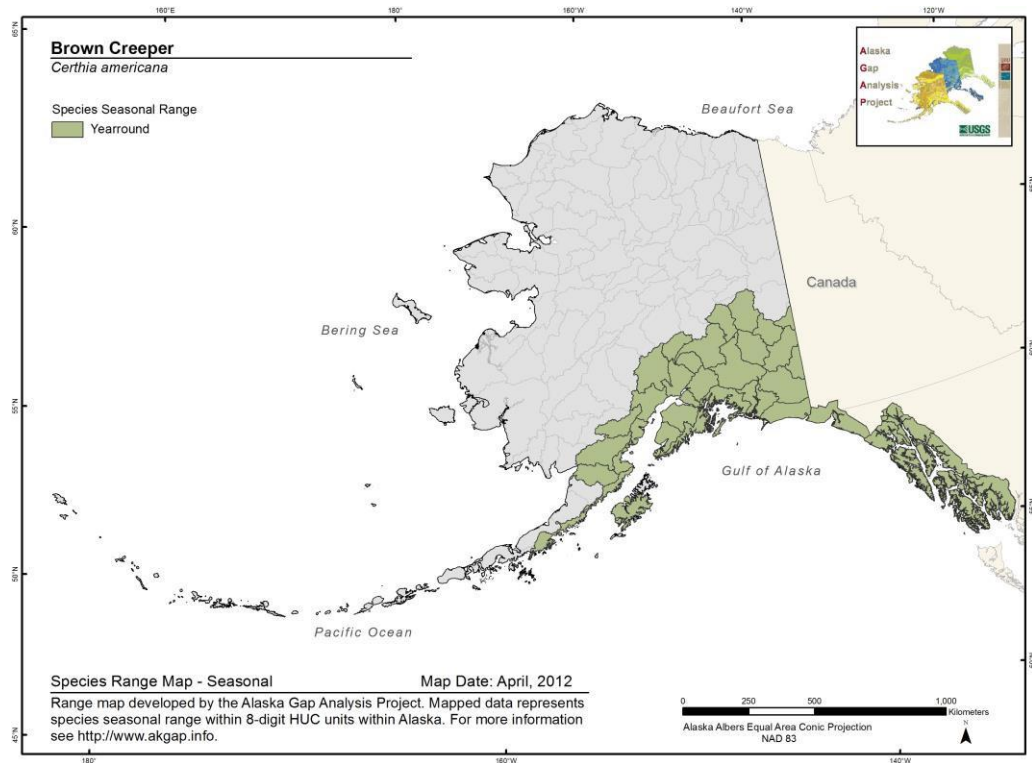 180°
160°W
140°W
120°W
65°N
Brown Creeper
Certhia americana
Species Seasonal Range
Yearround
Beaufort Sea
Alaska
Gap
Analysis
Project
USGS
65°N
60°N
Canada
Bering Sea
60°N
55°N
Gulf of Alaska
55°N
50°N
Pacific Ocean
50°N
Species Range Map - Seasonal Map Date: April, 2012
Range map developed by the Alaska Gap Analysis Project. Mapped data represents
species seasonal range within 8-digit HUC units within Alaska. For more information
see http://www.akgap.info.
0 250 500 1,000
Kilometers
Alaska Albers Equal Area Conic Projection
NAD 83
N
45°N
180°
160°W
140°W